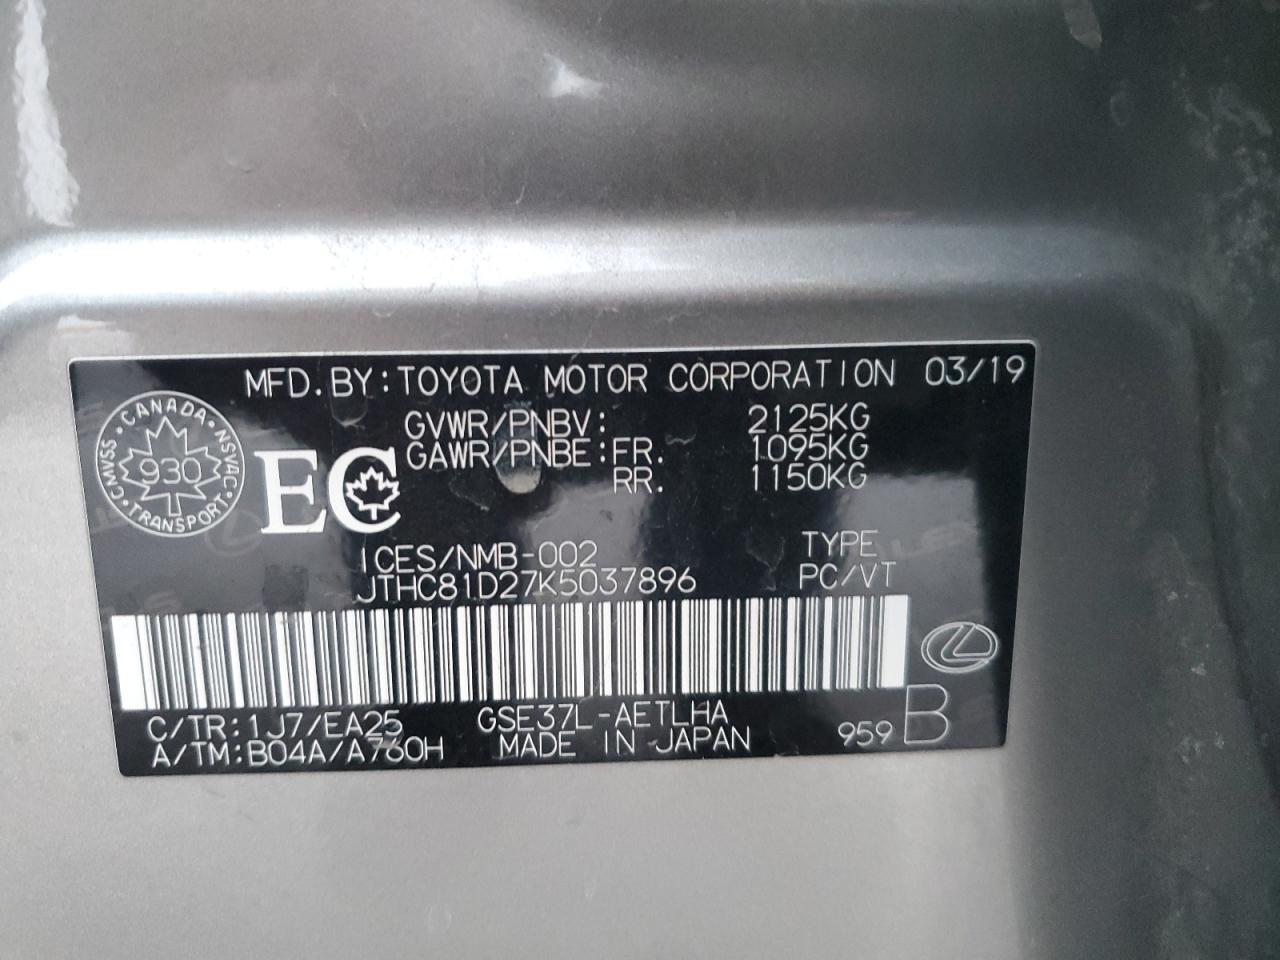 MFD.BY:TOYOTA MOTOR CORPORATION 03/19
GVWR/PNBV: 2125KG
GAWR/PNBE:FR. 1095KG
RR. 1150KG
CANADA
CMVSS NSVAC
930
TRANSPORT
EC
ICES/NMB-002 TYPE
JTHC81D27K5037896 PC/VT
C/TR:1J7/EA25 GSE37L-AETLHA
A/TM:B04A/A760H MADE IN JAPAN 959 B